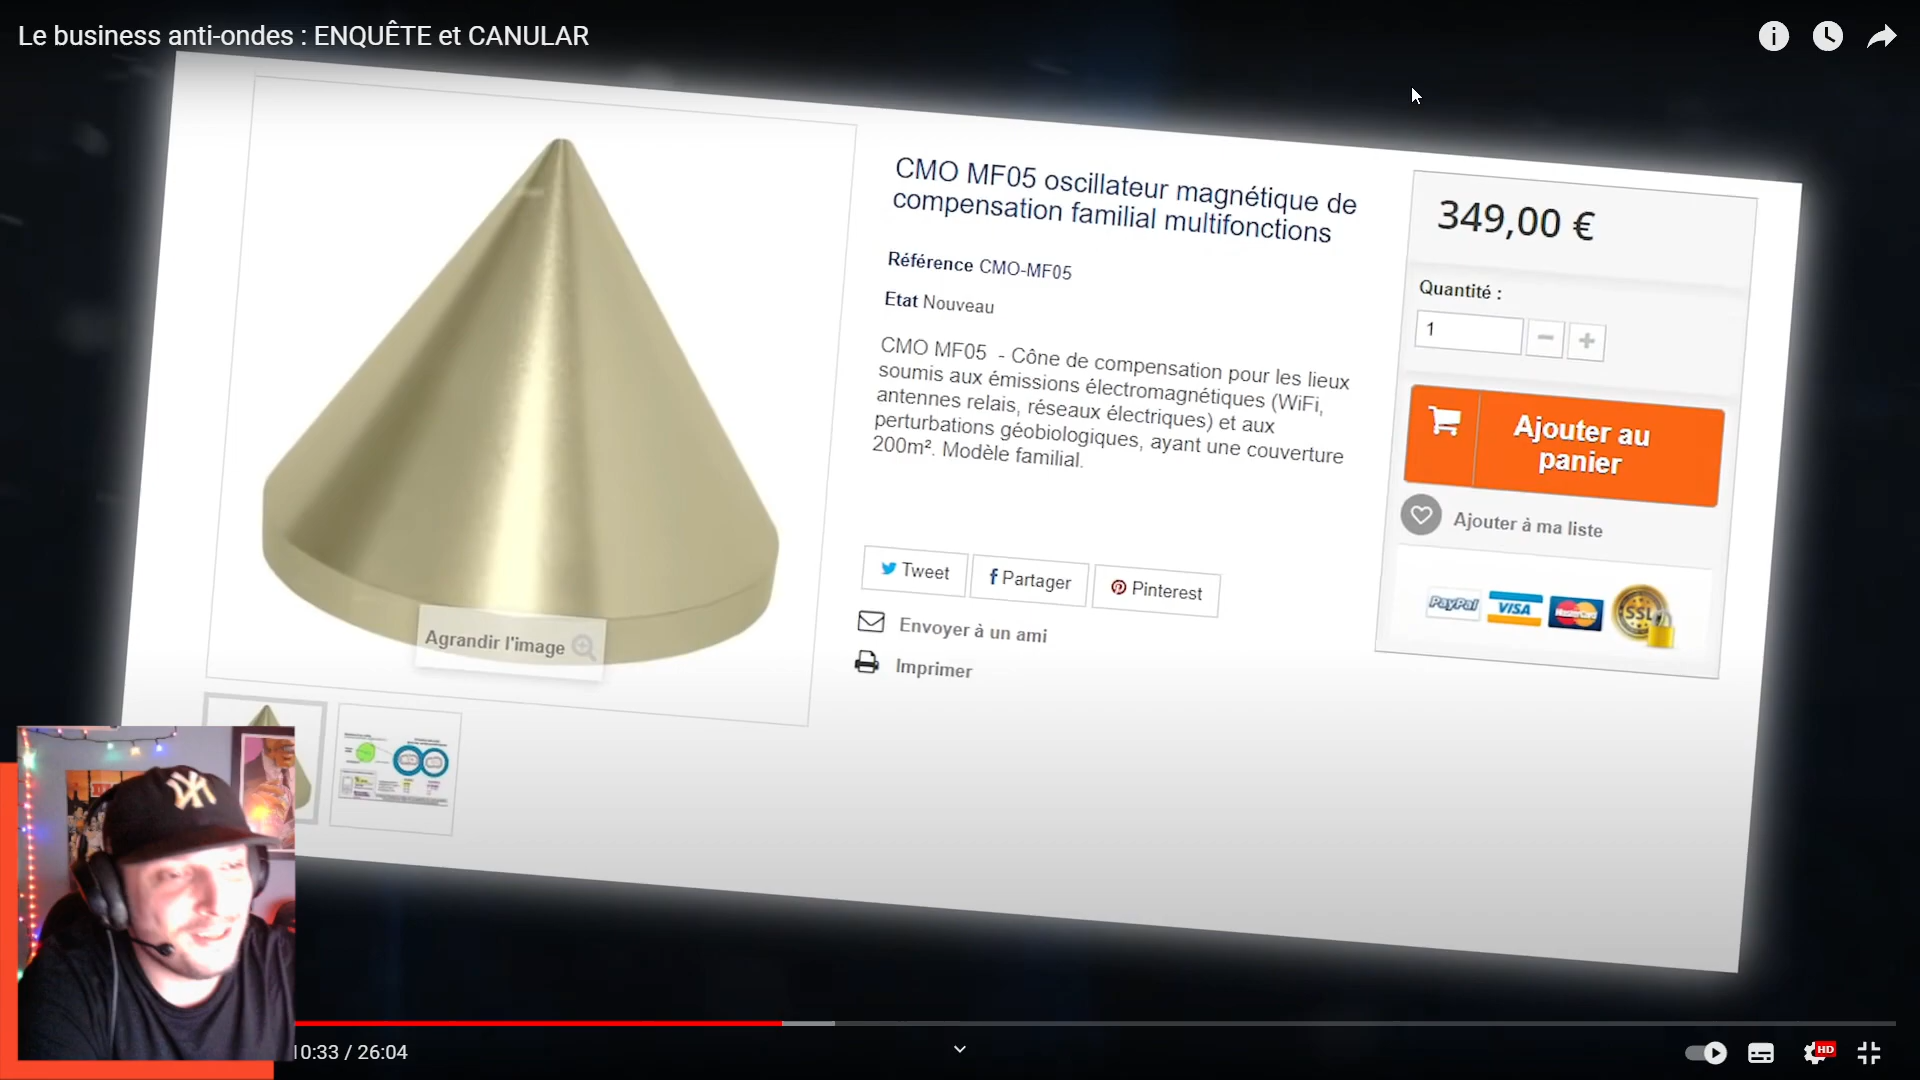 Le business anti-ondes : ENQUÊTE et CANULAR
CMO MF05 oscillateur magnétique de
compensation familial multifonctions
Référence CMO-MF05
Etat Nouveau
CMO MF05 - Cône de compensation pour les lieux
soumis aux émissions électromagnétiques (WiFi,
antennes relais, réseaux électriques) et aux
perturbations géobiologiques, ayant une couverture
200m². Modèle familial.
Tweet
Partager
Pinterest
Envoyer à un ami
Imprimer
349,00 €
Quantité :
1
Ajouter au
panier
Ajouter à ma liste
PayPal
VISA
MasterCard
SSL
Agrandir l'image
10:33 / 26:04
HD